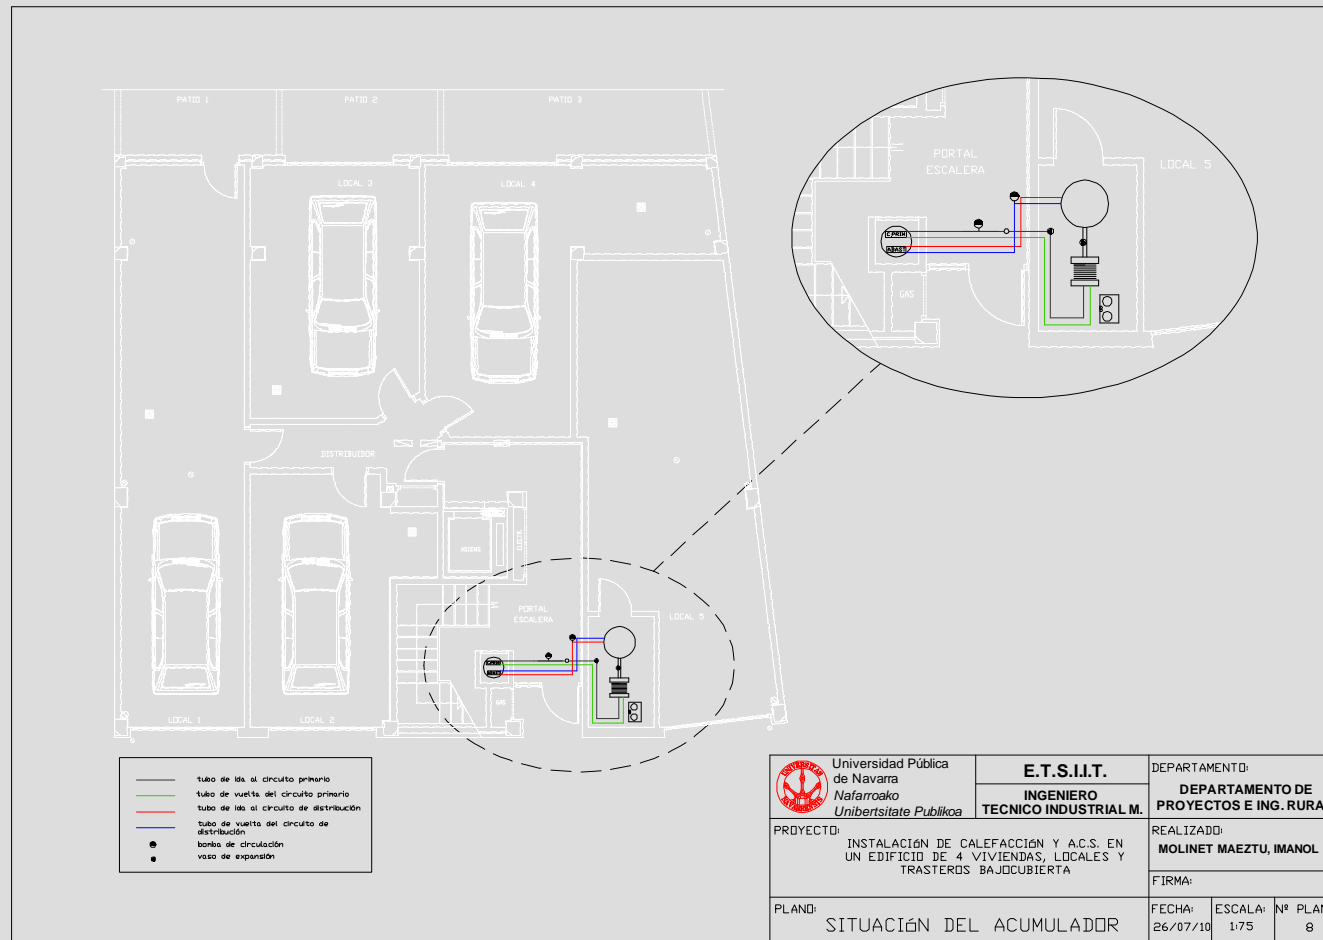 PATIO 1
PATIO 2
PATIO 3
LOCAL 3
LOCAL 4
PORTAL
ESCALERA
LOCAL 5
C.PRIM
ABAST
GAS
DISTRIBUIDOR
ELECTR.
PORTAL
ESCALERA
LOCAL 5
C.PRIM
ABAST
GAS
LOCAL 1
LOCAL 2
tubo de ida al circuito primario
tubo de vuelta del circuito primario
tubo de ida al circuito de distribución
tubo de vuelta del circuito de
distribución
bomba de circulación
vaso de expansión
Universidad Pública
de Navarra
Nafarroako
Unibertsitate Publikoa
E.T.S.I.I.T.
INGENIERO
TECNICO INDUSTRIAL M.
DEPARTAMENTO:
DEPARTAMENTO DE
PROYECTOS E ING. RURA
PROYECTO:
INSTALACIóN DE CALEFACCIóN Y A.C.S. EN
UN EDIFICIO DE 4 VIVIENDAS, LOCALES Y
TRASTEROS BAJOCUBIERTA
REALIZADO:
MOLINET MAEZTU, IMANOL
FIRMA:
PLANO:
SITUACIóN DEL ACUMULADOR
FECHA:
26/07/10
ESCALA:
1:75
Nº PLAN
8